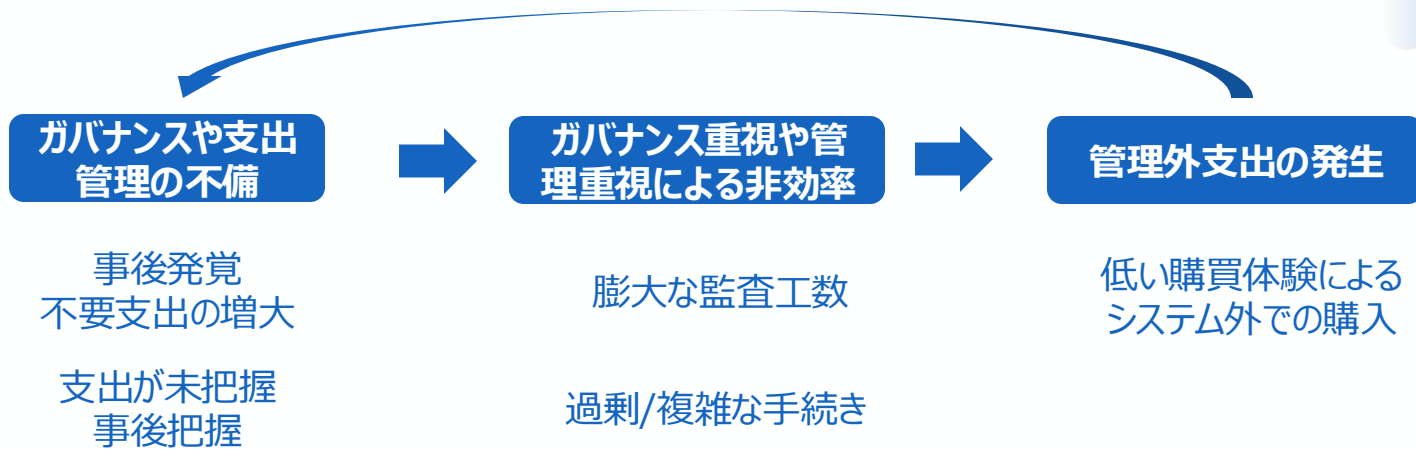 ガバナンスや支出
管理の不備
ガバナンス重視や管
理重視による非効率
管理外支出の発生
事後発覚
不要支出の増大
支出が未把握
事後把握
膨大な監査工数
過剰/複雑な手続き
低い購買体験による
システム外での購入